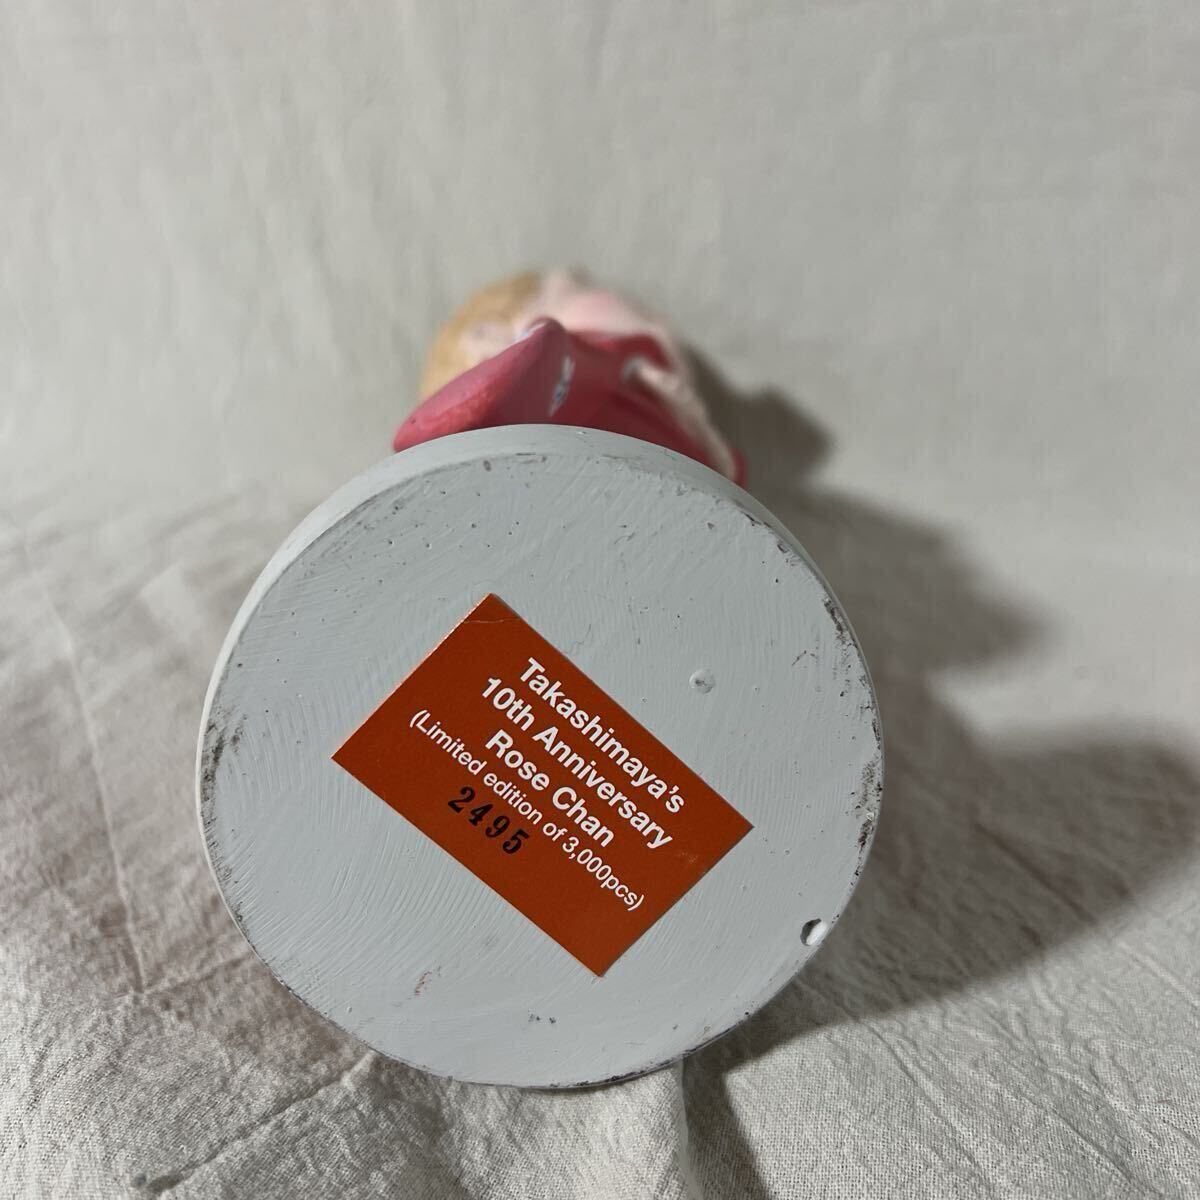 Takashimaya's
10th Anniversary
Rose Chan
(Limited edition of 3,000pcs)
2495